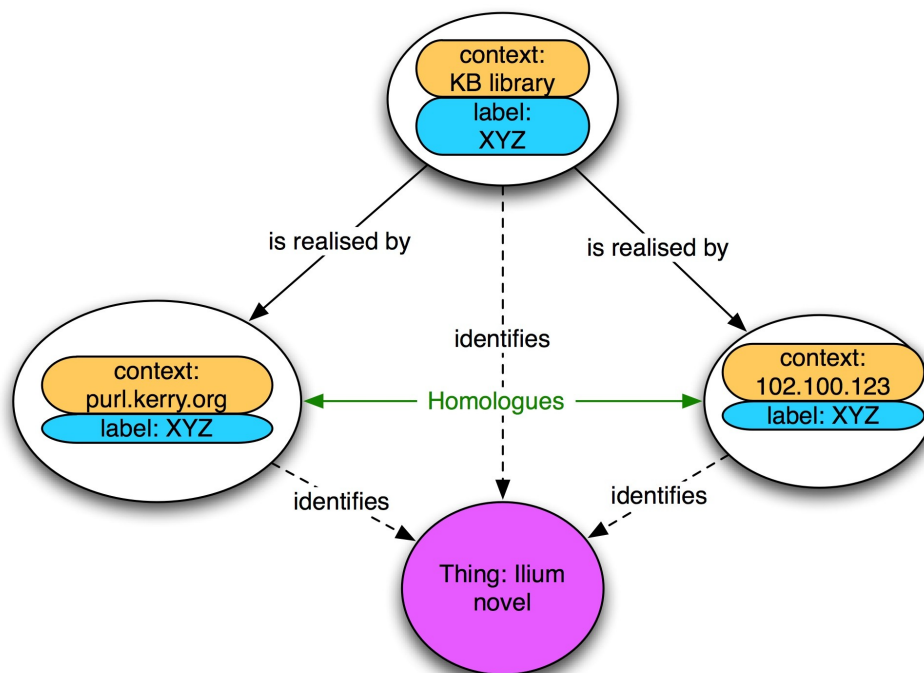 context:
KB library
label:
XYZ
is realised by
is realised by
identifies
context:
purl.kerry.org
label: XYZ
Homologues
context:
102.100.123
label: XYZ
identifies
identifies
Thing: Ilium
novel